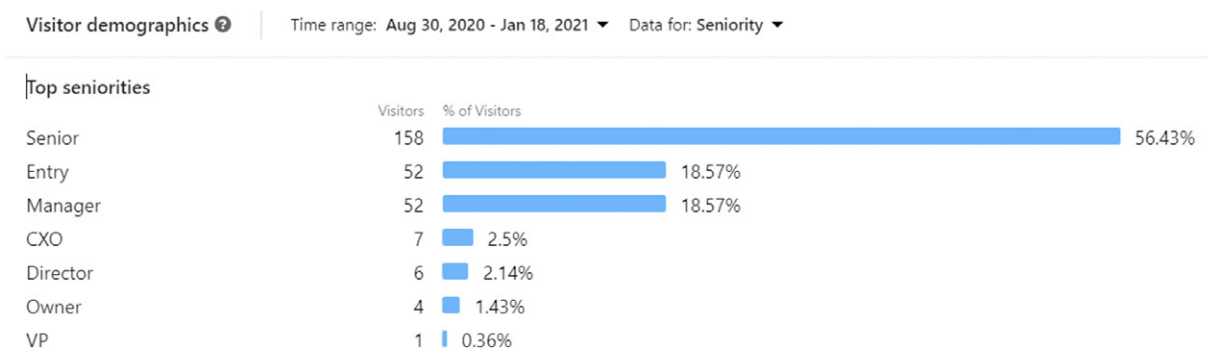 Visitor demographics ? Time range: Aug 30, 2020 - Jan 18, 2021 Data for: Seniority
Top seniorities
Visitors % of Visitors
Senior 158 56.43%
Entry 52 18.57%
Manager 52 18.57%
CXO 7 2.5%
Director 6 2.14%
Owner 4 1.43%
VP 1 0.36%